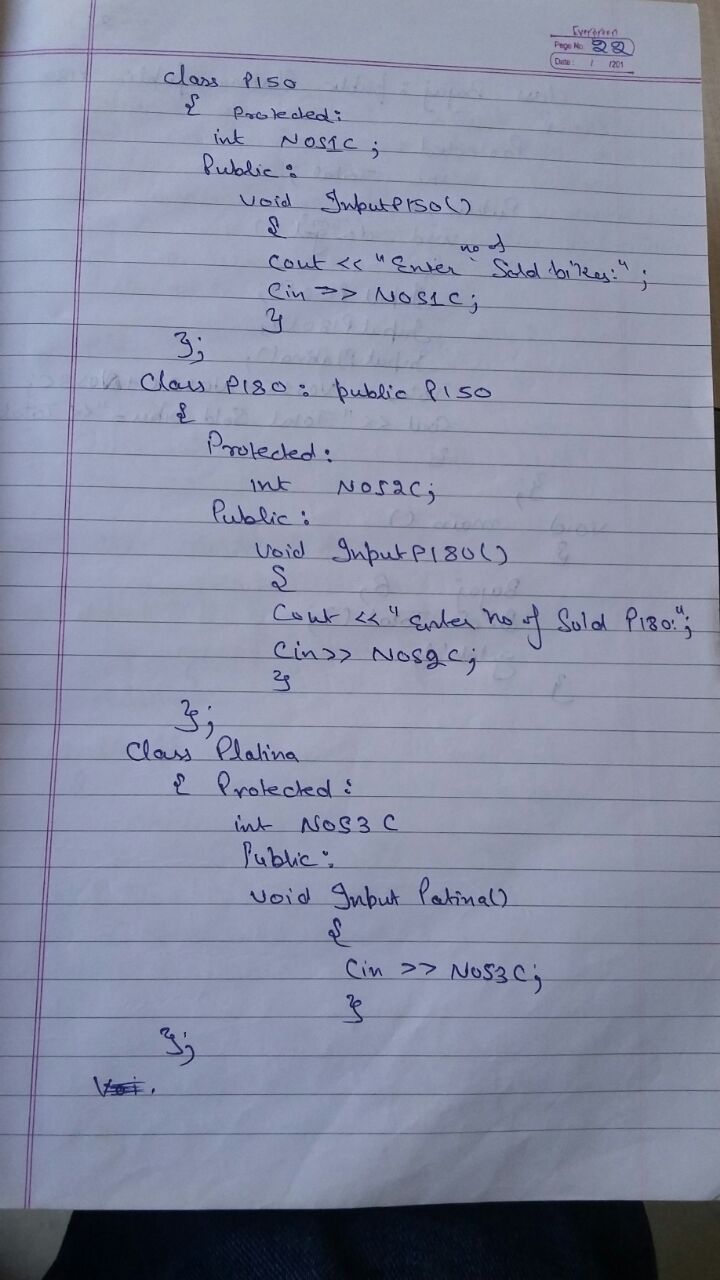 Evergreen
Page No. 22
Date: / /201
class P150
{ Protected:
int NOS1C;
Public:
void InputP150()
{
cout << "Enter no of Sold bikes:";
Cin >> NOS1C;
}
};
Class P180 : public P150
{
Protected:
int NOS2C;
Public:
void InputP180()
{
Cout << "Enter no of Sold P180:";
Cin>> NOS2C;
}
};
Class Platina
{ Protected:
int NOS3C
Public:
void Input Patina()
{
Cin >> NOS3C;
}
};